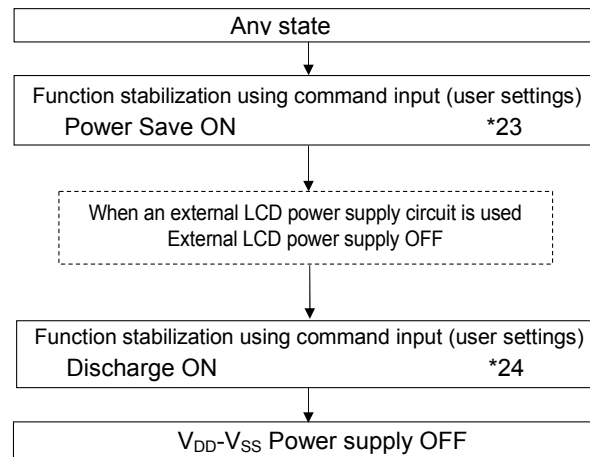 Any state
Function stabilization using command input (user settings)
Power Save ON *23
When an external LCD power supply circuit is used
External LCD power supply OFF
Function stabilization using command input (user settings)
Discharge ON *24
VDD-VSS Power supply OFF